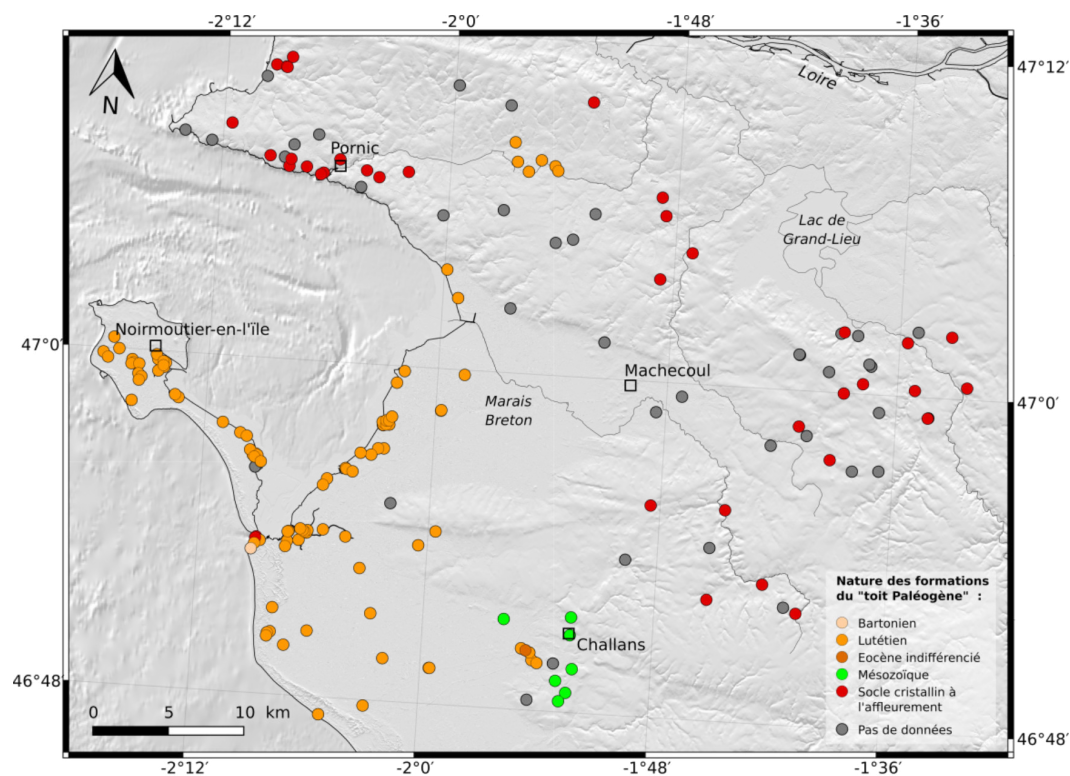 -2°12′ -2°0′ -1°48′ -1°36′
47°12′
Loire
N
Pornic
Lac de
Grand-Lieu
Noirmoutier-en-l'île
47°0′
Machecoul
Marais
Breton
47°0′
Nature des formations
du "toit Paléogène" :
Bartonien
Lutétien
Eocène indifférencié
Mésozoïque
Socle cristallin à
l'affleurement
Pas de données
Challans
46°48′
0 5 10 km
46°48′
-2°12′ -2°0′ -1°48′ -1°36′